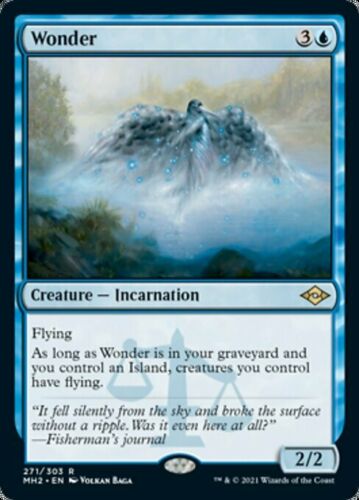 Wonder 3
Creature — Incarnation
Flying
As long as Wonder is in your graveyard and
you control an Island, creatures you control
have flying.
"It fell silently from the sky and broke the surface
without a ripple. Was it even here at all?"
—Fisherman's journal
2/2
271/303 R
MH2 • EN Volkan Baga
™ & © 2021 Wizards of the Coast